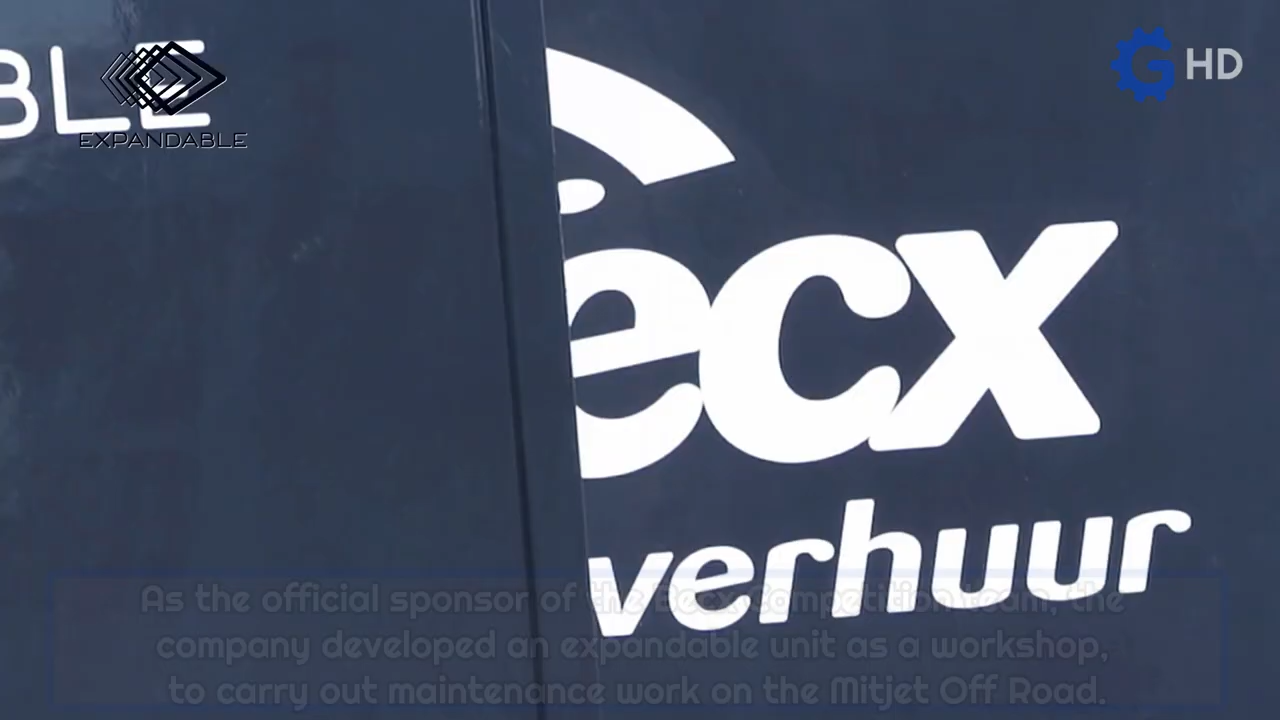 BLE
EXPANDABLE
G HD
ecx
verhuur
As the official sponsor of the Becx Competition team, the
company developed an expandable unit as a workshop,
to carry out maintenance work on the Mitjet Off Road.